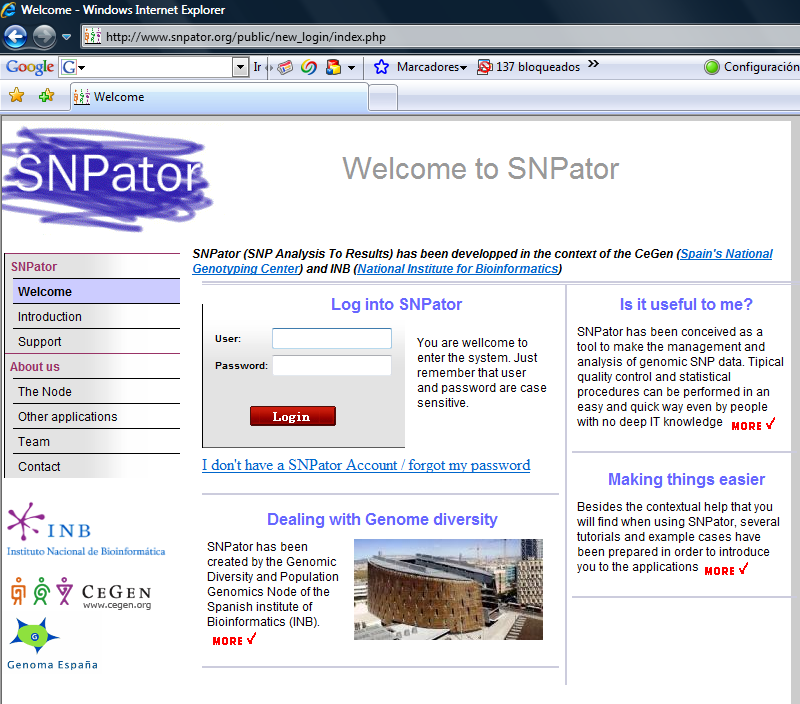 Welcome - Windows Internet Explorer
http://www.snpator.org/public/new_login/index.php
Google G Ir Marcadores 137 bloqueados » Configuración
Welcome
SNPator
Welcome to SNPator
SNPator (SNP Analysis To Results) has been developped in the context of the CeGen (Spain's National
Genotyping Center) and INB (National Institute for Bioinformatics)
SNPator
Welcome
Introduction
Support
About us
The Node
Other applications
Team
Contact
INB
Instituto Nacional de Bioinformática
CEGEN
www.cegen.org
G
Genoma España
Log into SNPator
User:
Password:
Login
You are wellcome to
enter the system. Just
remember that user
and password are case
sensitive.
I don't have a SNPator Account / forgot my password
Dealing with Genome diversity
SNPator has been
created by the Genomic
Diversity and Population
Genomics Node of the
Spanish institute of
Bioinformatics (INB).
MORE
Is it useful to me?
SNPator has been conceived as a
tool to make the management and
analysis of genomic SNP data. Tipical
quality control and statistical
procedures can be performed in an
easy and quick way even by people
with no deep IT knowledge MORE
Making things easier
Besides the contextual help that you
will find when using SNPator, several
tutorials and example cases have
been prepared in order to introduce
you to the applications MORE